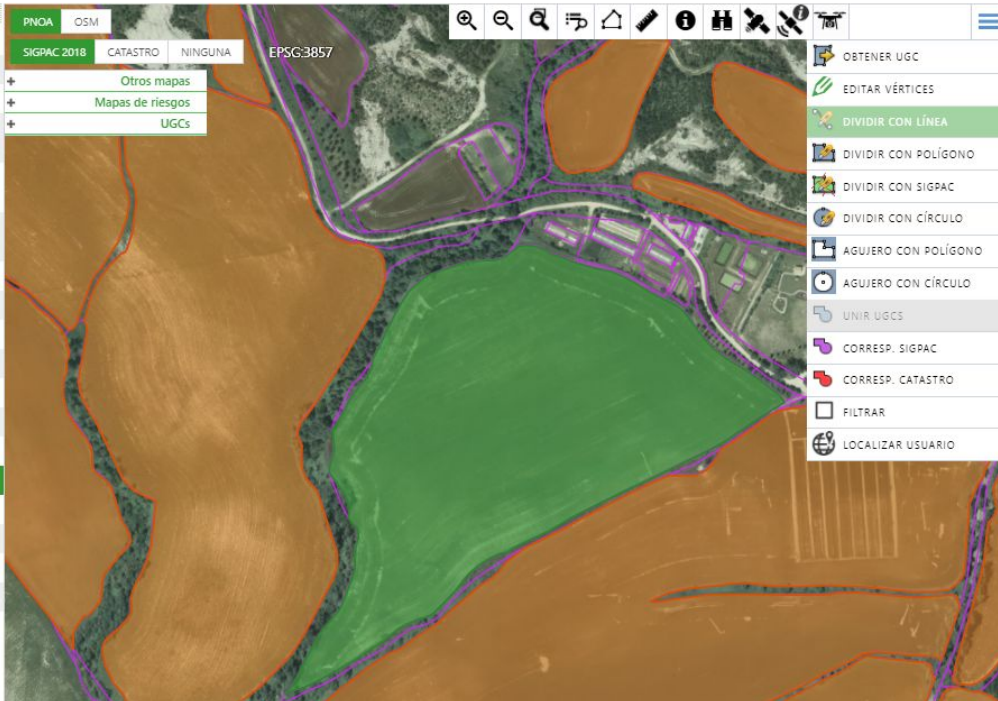 PNOA OSM
SIGPAC 2018 CATASTRO NINGUNA
EPSG:3857
+ Otros mapas
+ Mapas de riesgos
+ UGCs
OBTENER UGC
EDITAR VÉRTICES
DIVIDIR CON LÍNEA
DIVIDIR CON POLÍGONO
DIVIDIR CON SIGPAC
DIVIDIR CON CÍRCULO
AGUJERO CON POLÍGONO
AGUJERO CON CÍRCULO
UNIR UGCS
CORRESP. SIGPAC
CORRESP. CATASTRO
FILTRAR
LOCALIZAR USUARIO